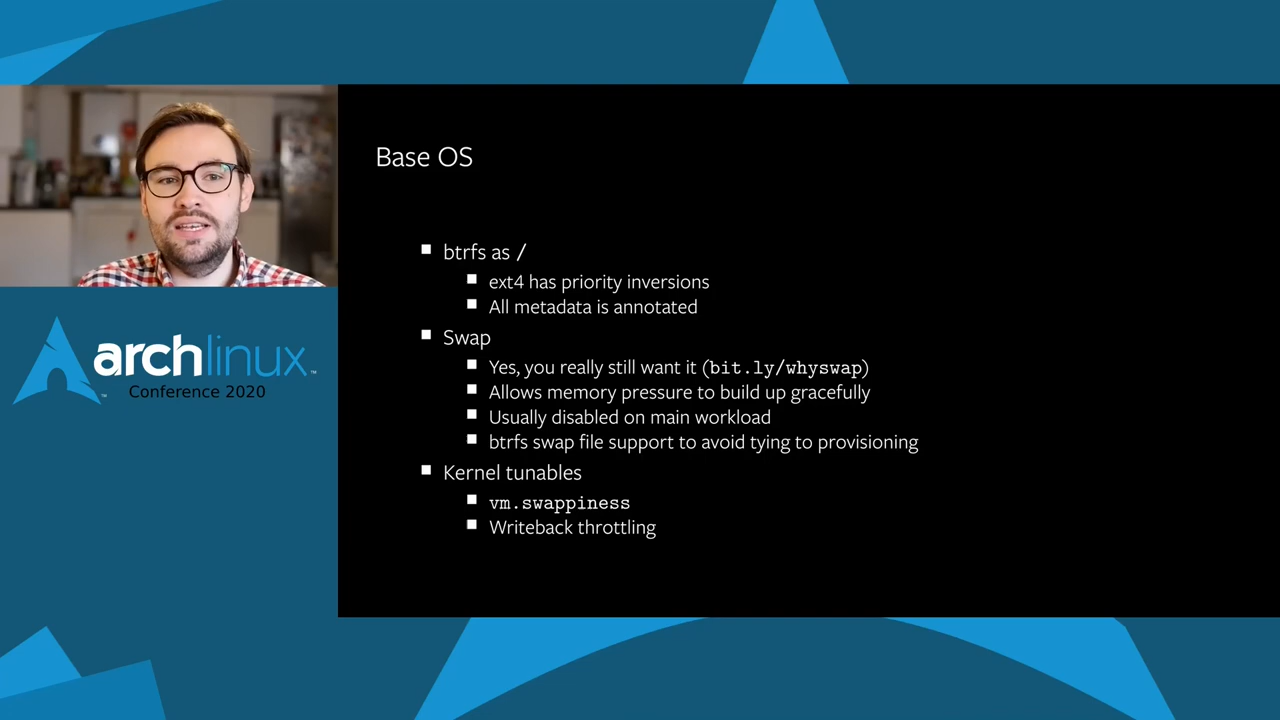 Base OS
btrfs as /
ext4 has priority inversions
All metadata is annotated
Swap
Yes, you really still want it (bit.ly/whyswap)
Allows memory pressure to build up gracefully
Usually disabled on main workload
btrfs swap file support to avoid tying to provisioning
Kernel tunables
vm.swappiness
Writeback throttling
archlinux™
Conference 2020